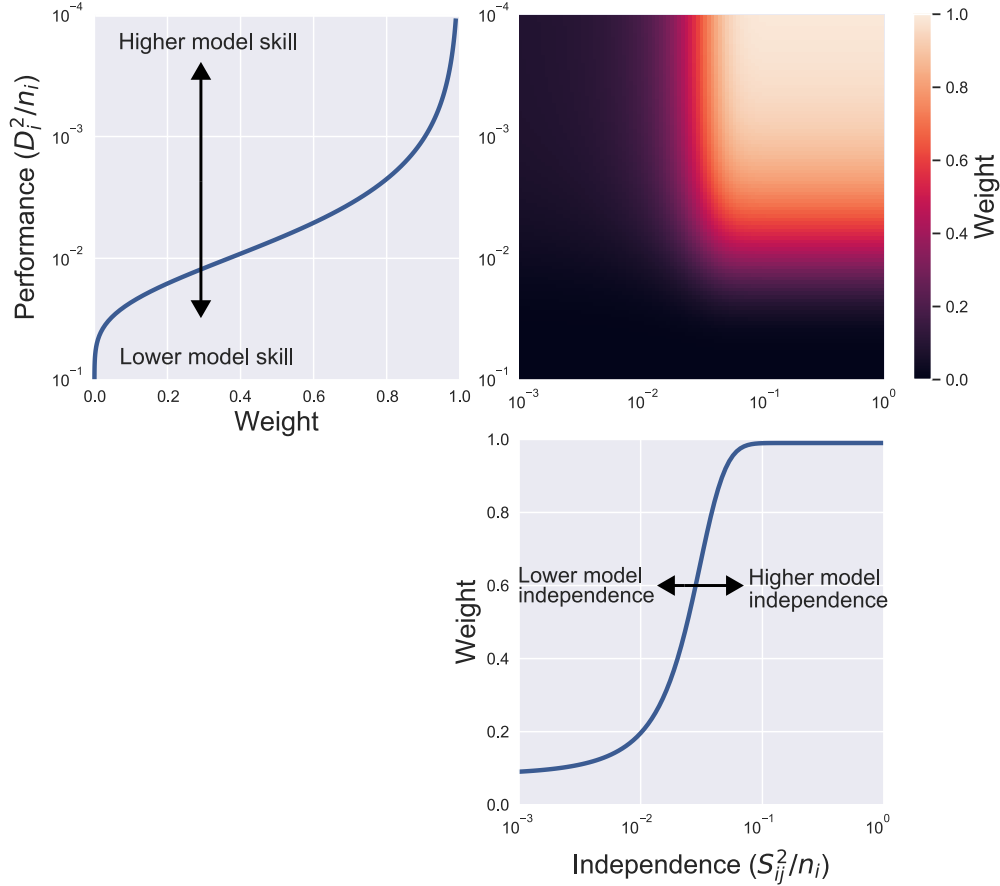 10⁻⁴
10⁻³
10⁻²
10⁻¹
Performance (D_i^2/n_i)
Higher model skill
Lower model skill
0.0 0.2 0.4 0.6 0.8 1.0
Weight
10⁻⁴
10⁻³
10⁻²
10⁻¹
10⁻³ 10⁻² 10⁻¹ 10⁰
1.0
0.8
0.6
0.4
0.2
0.0
Weight
1.0
0.8
0.6
0.4
0.2
0.0
Weight
Lower model
independence
Higher model
independence
10⁻³ 10⁻² 10⁻¹ 10⁰
Independence (S_ij^2/n_i)